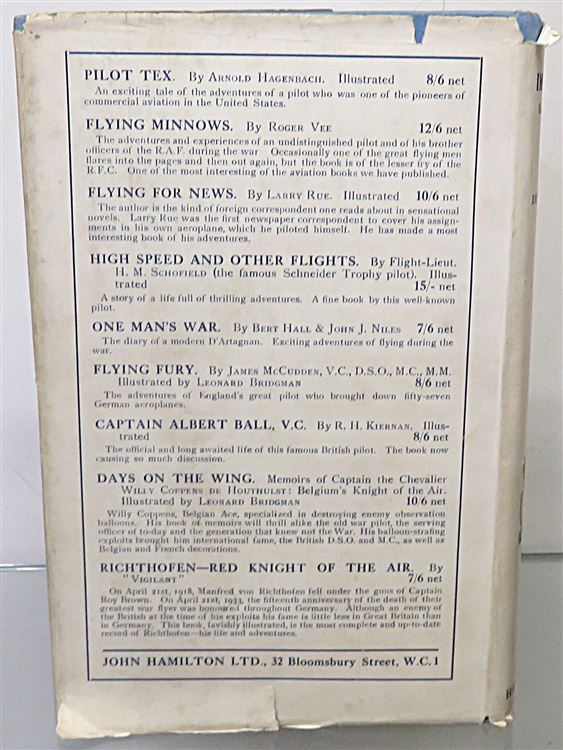 PILOT TEX. By Arnold Hagenbach. Illustrated 8/6 net
An exciting tale of the adventures of a pilot who was one of the pioneers of
commercial aviation in the United States.
FLYING MINNOWS. By Roger Vee 12/6 net
The adventures and experiences of an undistinguished pilot and of his brother
officers of the R.A.F. during the war Occasionally one of the great flying men
flares into the pages and then out again, but the book is of the lesser fry of the
R.F.C. One of the most interesting of the aviation books we have published.
FLYING FOR NEWS. By Larry Rue. Illustrated 10/6 net
The author is the kind of foreign correspondent one reads about in sensational
novels. Larry Rue was the first newspaper correspondent to cover his assign-
ments in his own aeroplane, which he piloted himself. He has made a most
interesting book of his adventures.
HIGH SPEED AND OTHER FLIGHTS. By Flight-Lieut.
H. M. Schofield (the famous Schneider Trophy pilot). Illus-
trated 15/- net
A story of a life full of thrilling adventures. A fine book by this well-known
pilot.
ONE MAN'S WAR. By Bert Hall & John J. Niles 7/6 net
The diary of a modern D'Artagnan. Exciting adventures of flying during the
war.
FLYING FURY. By James McCudden, V.C., D.S.O., M.C., M.M.
Illustrated by Leonard Bridgman 8/6 net
The adventures of England's great pilot who brought down fifty-seven
German aeroplanes.
CAPTAIN ALBERT BALL, V.C. By R. H. Kiernan. Illus-
trated 8/6 net
The official and long awaited life of this famous British pilot. The book now
causing so much discussion.
DAYS ON THE WING. Memoirs of Captain the Chevalier
Willy Coppens de Houthulst: Belgium's Knight of the Air.
Illustrated by Leonard Bridgman 10/6 net
Willy Coppens, Belgian Ace, specialized in destroying enemy observation
balloons. His book of memoirs will thrill alike the old war pilot, the serving
officer of to-day and the generation that knew not the War. His balloon-strafing
exploits brought him international fame, the British D.S.O. and M.C., as well as
Belgian and French decorations.
RICHTHOFEN—RED KNIGHT OF THE AIR. By
"Vigilant" 7/6 net
On April 21st, 1918, Manfred von Richthofen fell under the guns of Captain
Roy Brown. On April 21st, 1933, the fifteenth anniversary of the death of their
greatest war flyer was honoured throughout Germany. Although an enemy of
the British at the time of his exploits his fame is little less in Great Britain than
in Germany. This book, lavishly illustrated, is the most complete and up-to-date
record of Richthofen—his life and adventures.
JOHN HAMILTON LTD., 32 Bloomsbury Street, W.C.1